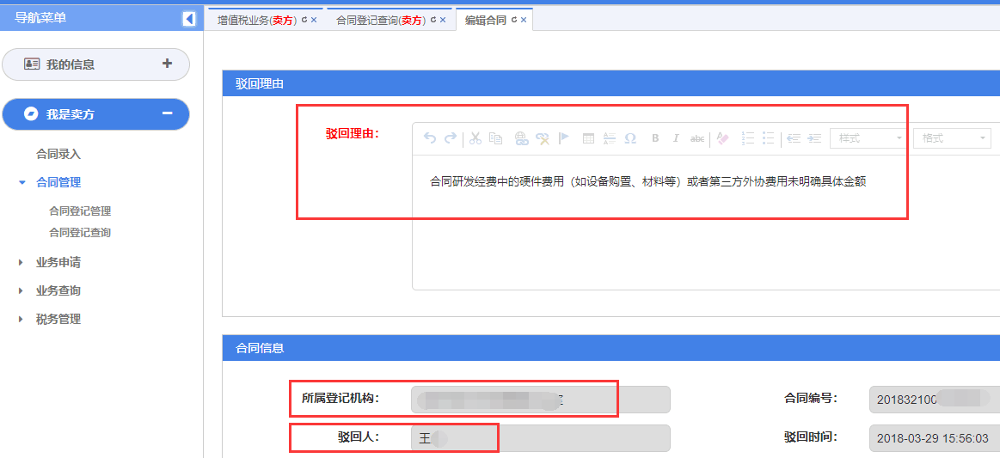 导航菜单
增值税业务(卖方)
合同登记查询(卖方)
编辑合同
我的信息
我是卖方
合同录入
合同管理
合同登记管理
合同登记查询
业务申请
业务查询
税务管理
驳回理由
驳回理由:
B I abc
样式
格式
合同研发经费中的硬件费用（如设备购置、材料等）或者第三方外协费用未明确具体金额
合同信息
所属登记机构:
合同编号: 201832100
驳回人: 王
驳回时间: 2018-03-29 15:56:03